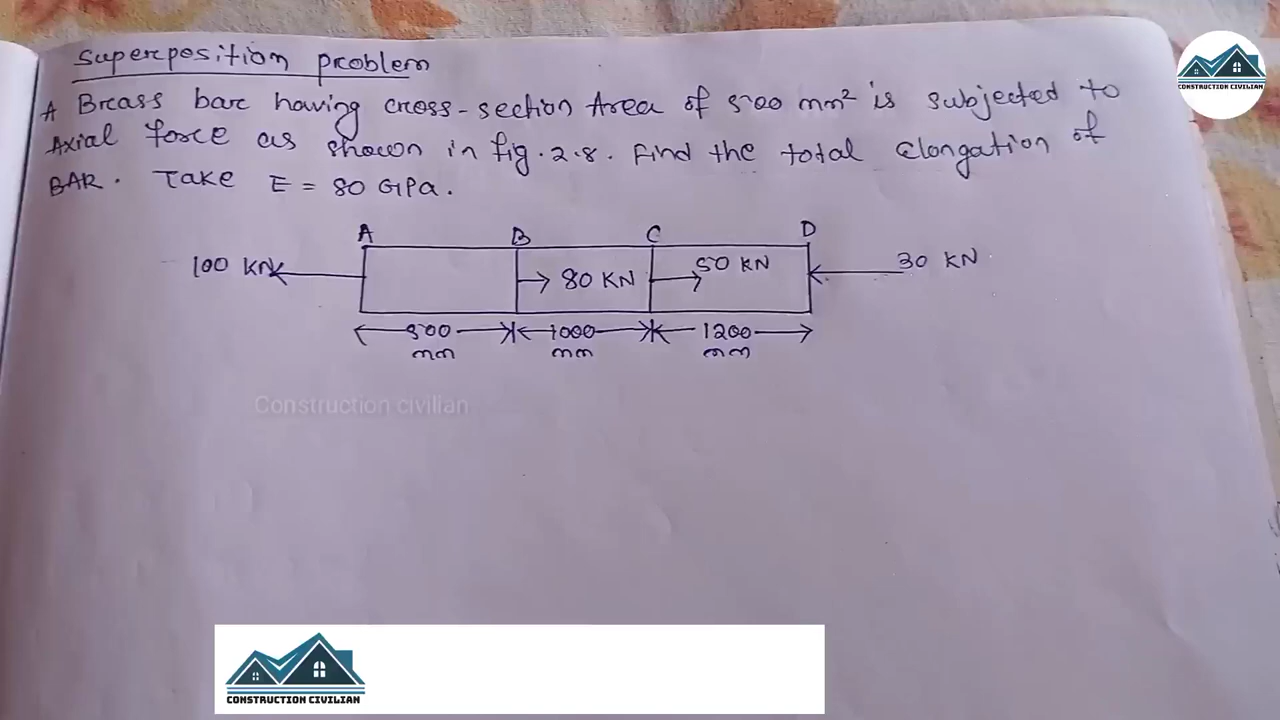 Superposition problem
A Brass bar having cross-section Area of 500 mm² is subjected to
Axial force as shown in fig. 2.8. Find the total elongation of
BAR. Take E = 80 GPa.
A B C D
100 KN 80 KN 50 KN 30 KN
500 mm 1000 mm 1200 mm
Construction civilian
CONSTRUCTION CIVILIAN
CONSTRUCTION CIVILIAN